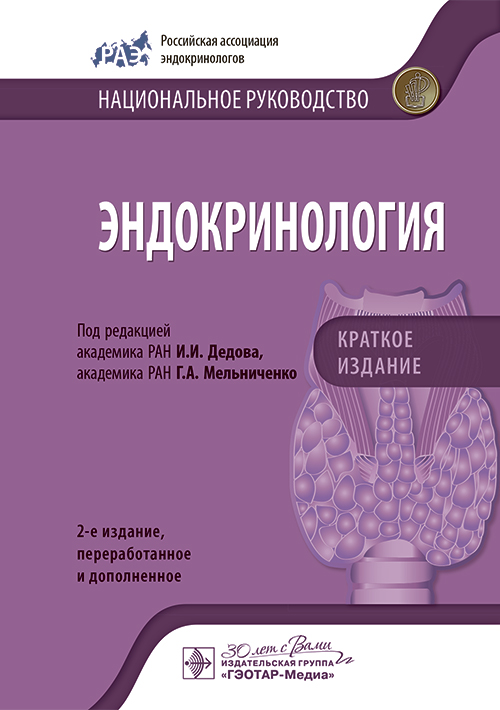 РАЭ
Российская ассоциация
эндокринологов
НАЦИОНАЛЬНОЕ РУКОВОДСТВО
ЭНДОКРИНОЛОГИЯ
Под редакцией
академика РАН И.И. Дедова,
академика РАН Г.А. Мельниченко
КРАТКОЕ
ИЗДАНИЕ
2-е издание,
переработанное
и дополненное
30 лет с Вами
ИЗДАТЕЛЬСКАЯ ГРУППА
«ГЭОТАР-Медиа»